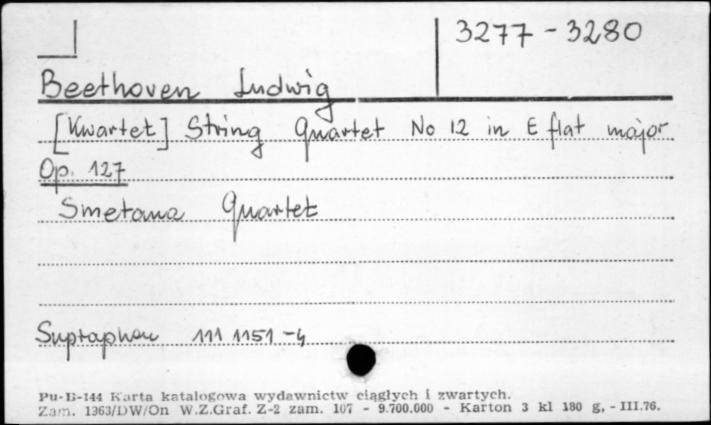 3277 - 3280
Beethoven Ludwig
[Kwartet] String Quartet No 12 in E flat major
Op. 127
Smetana Quartet
Supraphon 111 1151 - 4
Pu-B-144 Karta katalogowa wydawnictw ciągłych i zwartych.
Zam. 1363/DW/On W.Z.Graf. Z-2 zam. 107 - 9.700.000 - Karton 3 kl 180 g, - III.76.